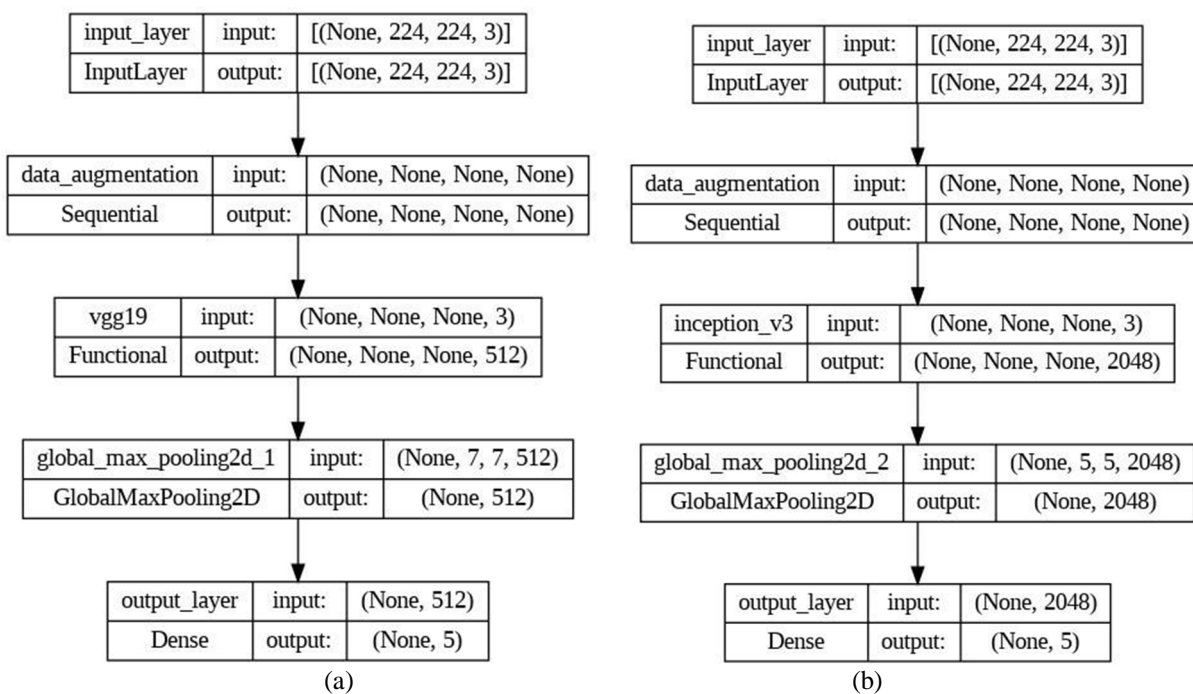 input_layer input: [(None, 224, 224, 3)]
InputLayer output: [(None, 224, 224, 3)]
data_augmentation input: (None, None, None, None)
Sequential output: (None, None, None, None)
vgg19 input: (None, None, None, 3)
Functional output: (None, None, None, 512)
global_max_pooling2d_1 input: (None, 7, 7, 512)
GlobalMaxPooling2D output: (None, 512)
output_layer input: (None, 512)
Dense output: (None, 5)
(a)
input_layer input: [(None, 224, 224, 3)]
InputLayer output: [(None, 224, 224, 3)]
data_augmentation input: (None, None, None, None)
Sequential output: (None, None, None, None)
inception_v3 input: (None, None, None, 3)
Functional output: (None, None, None, 2048)
global_max_pooling2d_2 input: (None, 5, 5, 2048)
GlobalMaxPooling2D output: (None, 2048)
output_layer input: (None, 2048)
Dense output: (None, 5)
(b)